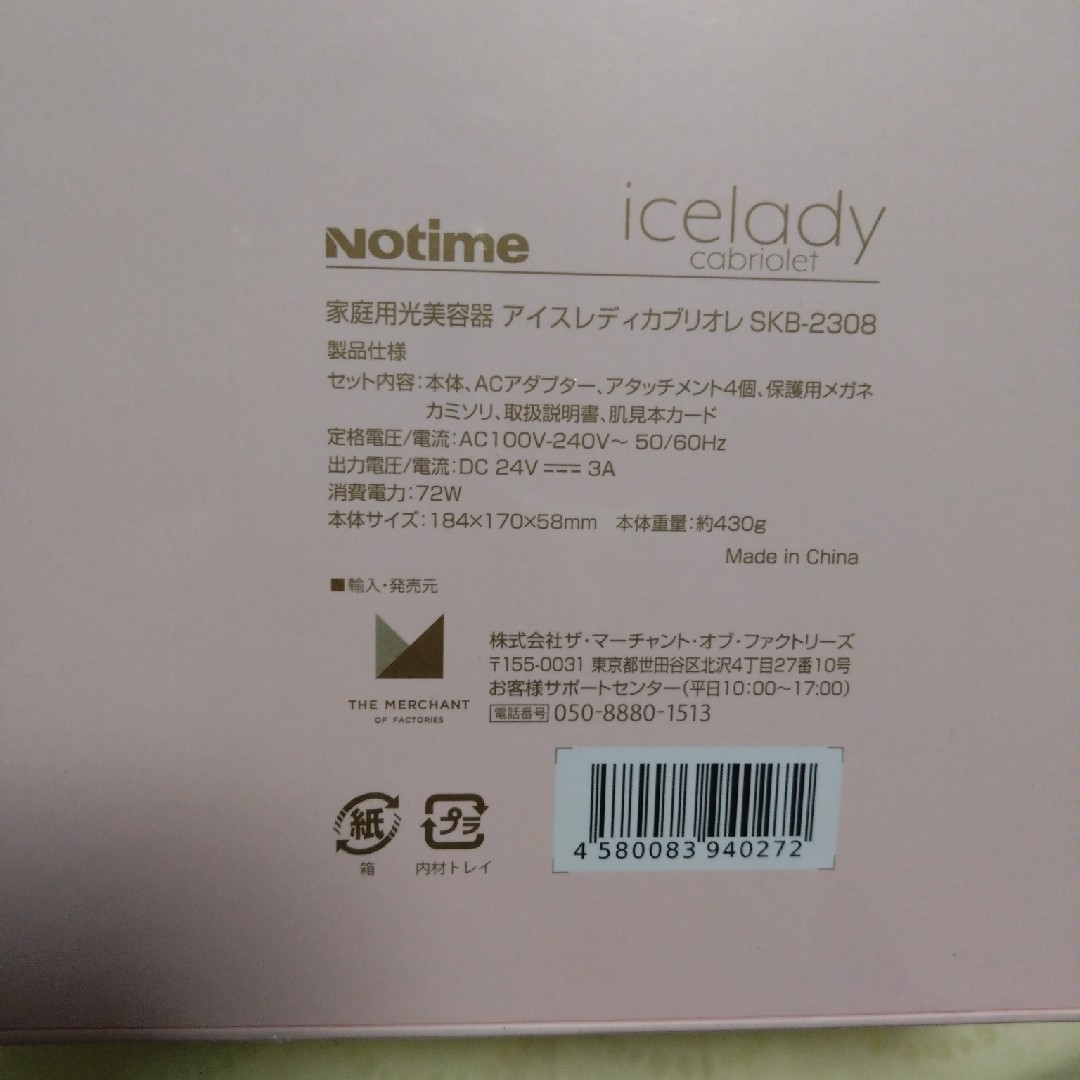 Notime
icelady
cabriolet
家庭用光美容器 アイスレディカブリオレ SKB-2308
製品仕様
セット内容:本体、ACアダプター、アタッチメント4個、保護用メガネ
カミソリ、取扱説明書、肌見本カード
定格電圧/電流:AC100V-240V～ 50/60Hz
出力電圧/電流:DC 24V⎓3A
消費電力:72W
本体サイズ:184×170×58mm 本体重量:約430g
Made in China
■輸入・発売元
THE MERCHANT
OF FACTORIES
株式会社ザ・マーチャント・オブ・ファクトリーズ
〒155-0031 東京都世田谷区北沢4丁目27番10号
お客様サポートセンター(平日10:00～17:00)
電話番号 050-8880-1513
紙
箱
プラ
内材トレイ
4 580083 940272